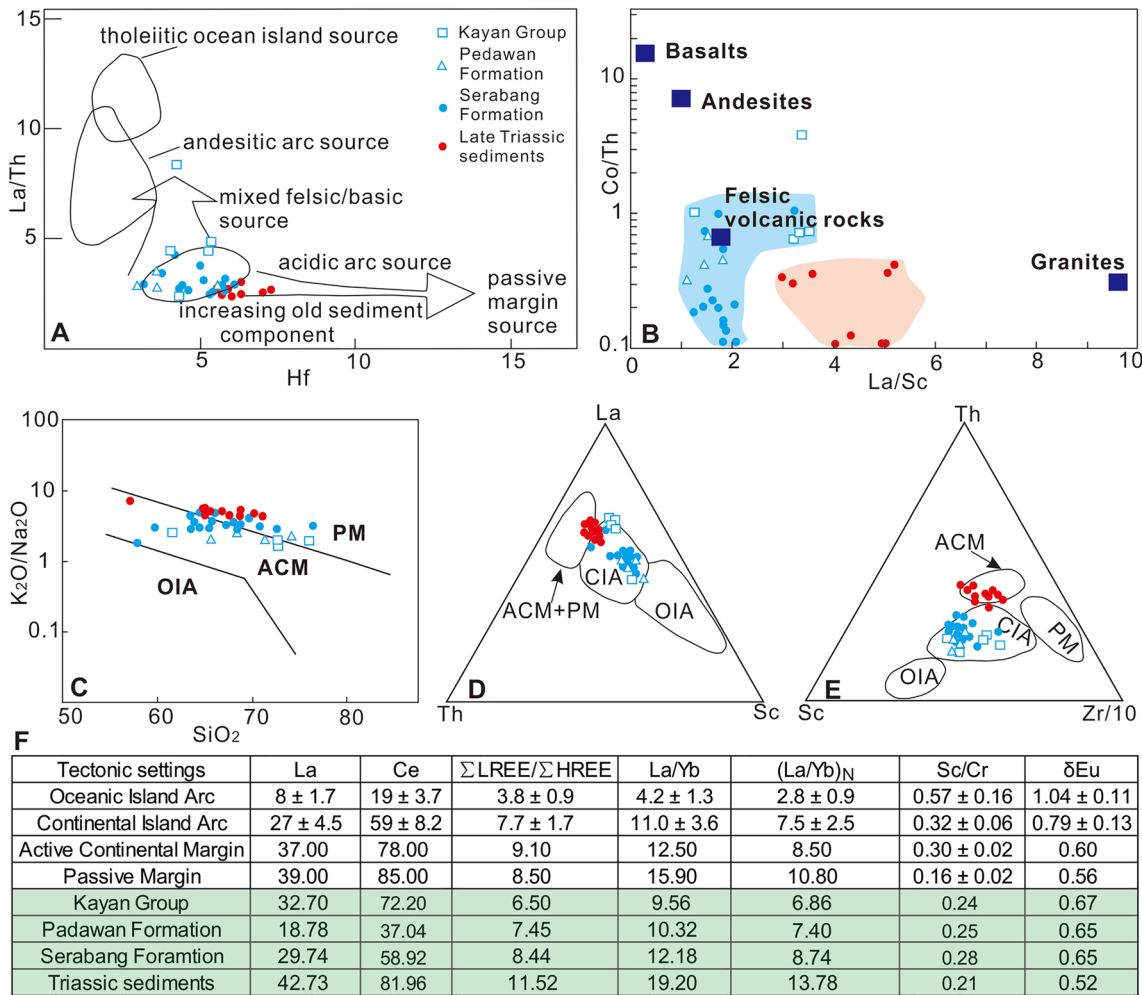 15
10
5
La/Th
tholeiitic ocean island source
andesitic arc source
mixed felsic/basic
source
acidic arc source
passive
margin
source
increasing old sediment
component
Kayan Group
Pedawan
Formation
Serabang
Formation
Late Triassic
sediments
A
5
10
15
Hf
10
1
0.1
Co/Th
Basalts
Andesites
Felsic
volcanic rocks
Granites
B
0
2
4
6
8
10
La/Sc
100
10
1
0.1
K2O/Na2O
PM
ACM
OIA
C
50
60
70
80
SiO2
La
CIA
ACM+PM
OIA
D
Th
Sc
Th
ACM
CIA
PM
OIA
E
Sc
Zr/10
F
Tectonic settings La Ce ∑LREE/∑HREE La/Yb (La/Yb)N Sc/Cr δEu
Oceanic Island Arc 8 ± 1.7 19 ± 3.7 3.8 ± 0.9 4.2 ± 1.3 2.8 ± 0.9 0.57 ± 0.16 1.04 ± 0.11
Continental Island Arc 27 ± 4.5 59 ± 8.2 7.7 ± 1.7 11.0 ± 3.6 7.5 ± 2.5 0.32 ± 0.06 0.79 ± 0.13
Active Continental Margin 37.00 78.00 9.10 12.50 8.50 0.30 ± 0.02 0.60
Passive Margin 39.00 85.00 8.50 15.90 10.80 0.16 ± 0.02 0.56
Kayan Group 32.70 72.20 6.50 9.56 6.86 0.24 0.67
Padawan Formation 18.78 37.04 7.45 10.32 7.40 0.25 0.65
Serabang Foramtion 29.74 58.92 8.44 12.18 8.74 0.28 0.65
Triassic sediments 42.73 81.96 11.52 19.20 13.78 0.21 0.52